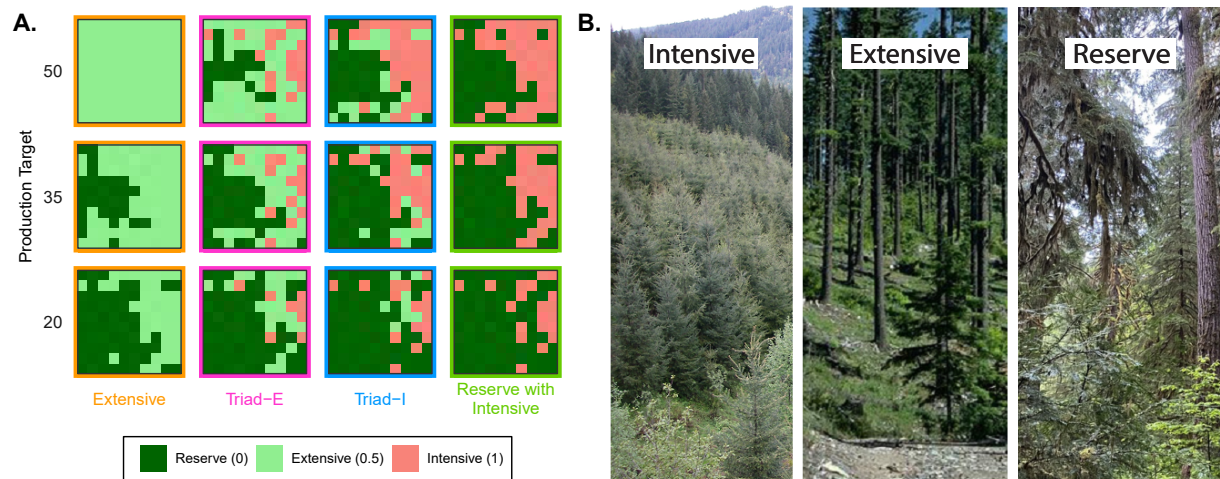 A.
B.
Production Target
50
35
20
Extensive
Triad−E
Triad−I
Reserve with
Intensive
Reserve (0)
Extensive (0.5)
Intensive (1)
Intensive
Extensive
Reserve